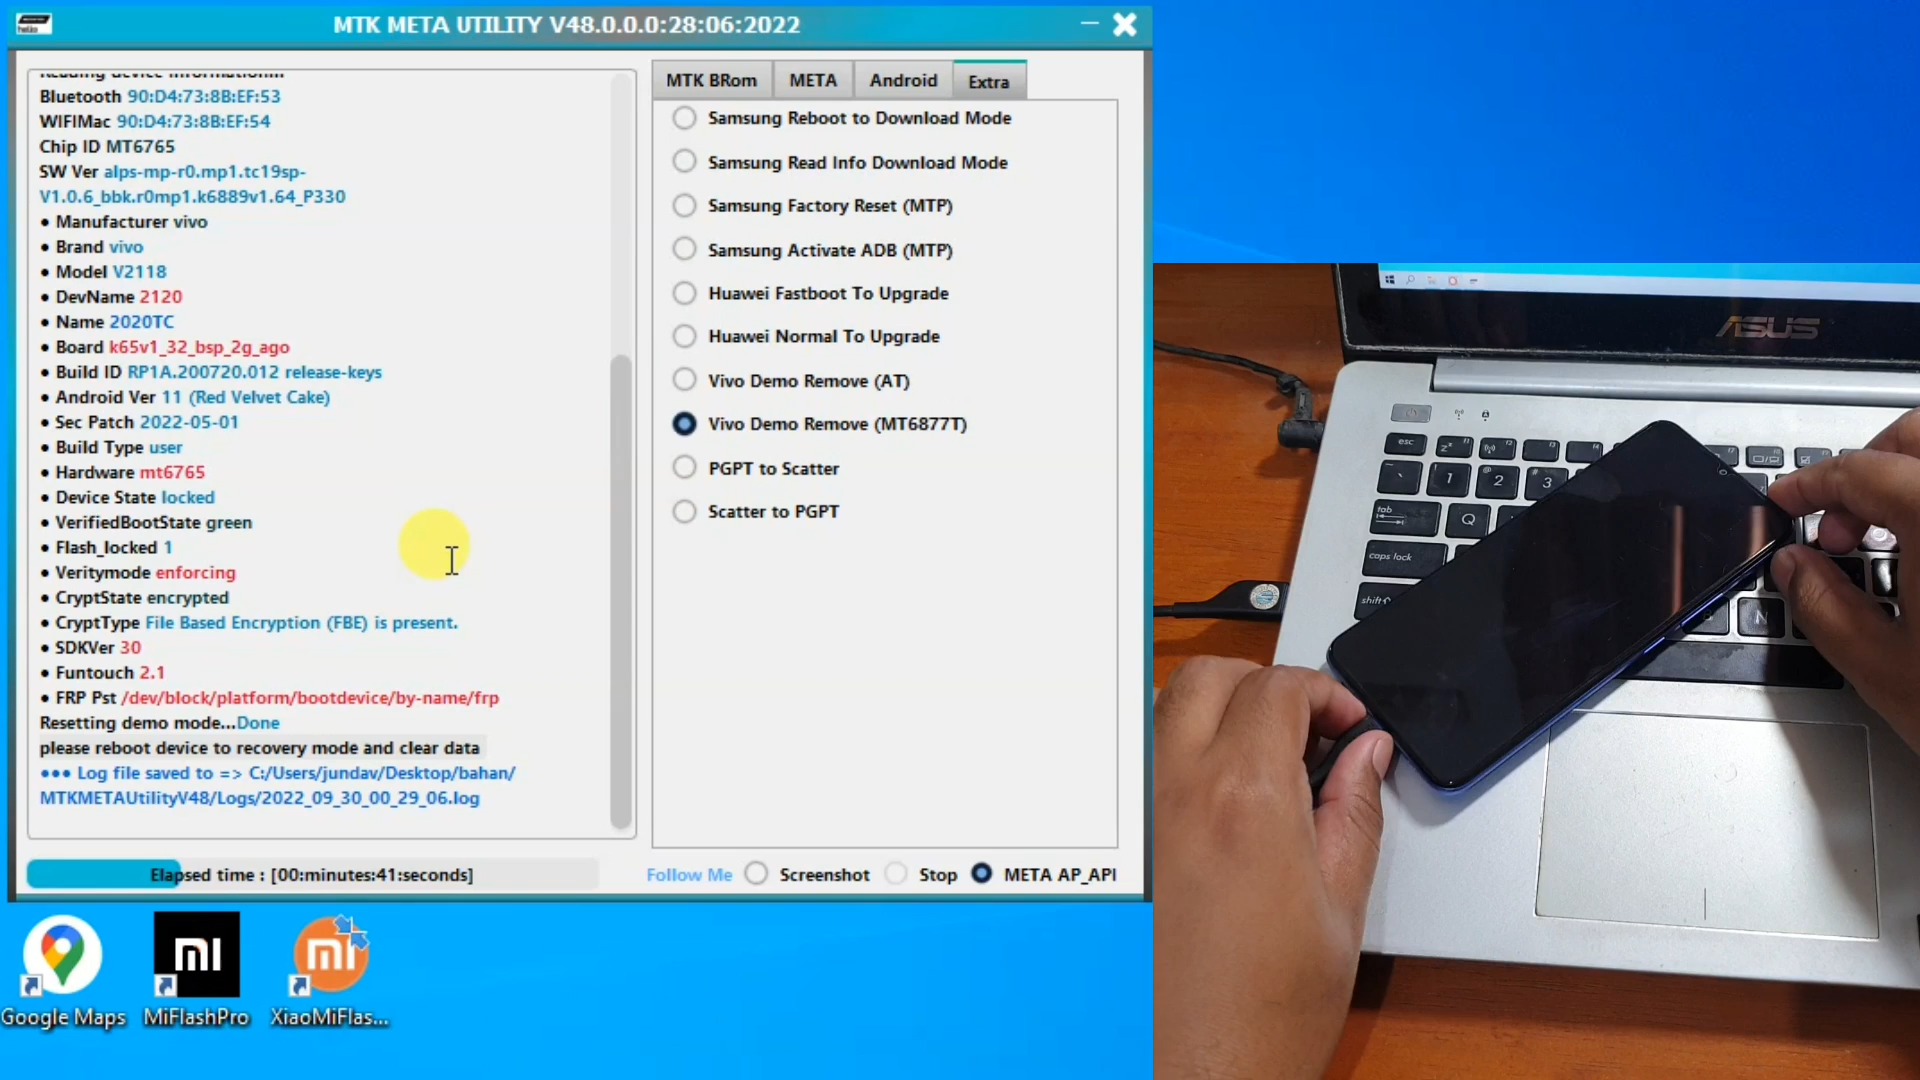 hello
MTK META UTILITY V48.0.0.0:28:06:2022
Reading device information...
Bluetooth 90:D4:73:8B:EF:53
WIFIMac 90:D4:73:8B:EF:54
Chip ID MT6765
SW Ver alps-mp-r0.mp1.tc19sp-
V1.0.6_bbk.r0mp1.k6889v1.64_P330
• Manufacturer vivo
• Brand vivo
• Model V2118
• DevName 2120
• Name 2020TC
• Board k65v1_32_bsp_2g_ago
• Build ID RP1A.200720.012 release-keys
• Android Ver 11 (Red Velvet Cake)
• Sec Patch 2022-05-01
• Build Type user
• Hardware mt6765
• Device State locked
• VerifiedBootState green
• Flash_locked 1
• Veritymode enforcing
• CryptState encrypted
• CryptType File Based Encryption (FBE) is present.
• SDKVer 30
• Funtouch 2.1
• FRP Pst /dev/block/platform/bootdevice/by-name/frp
Resetting demo mode...Done
please reboot device to recovery mode and clear data
••• Log file saved to => C:/Users/jundav/Desktop/bahan/
MTKMETAUtilityV48/Logs/2022_09_30_00_29_06.log
Elapsed time : [00:minutes:41:seconds]
MTK BRom META Android Extra
Samsung Reboot to Download Mode
Samsung Read Info Download Mode
Samsung Factory Reset (MTP)
Samsung Activate ADB (MTP)
Huawei Fastboot To Upgrade
Huawei Normal To Upgrade
Vivo Demo Remove (AT)
Vivo Demo Remove (MT6877T)
PGPT to Scatter
Scatter to PGPT
Follow Me Screenshot Stop META AP_API
Google Maps
MiFlashPro
XiaoMiFlas...
ASUS
esc
1
2
3
tab
Q
caps lock
shift
N